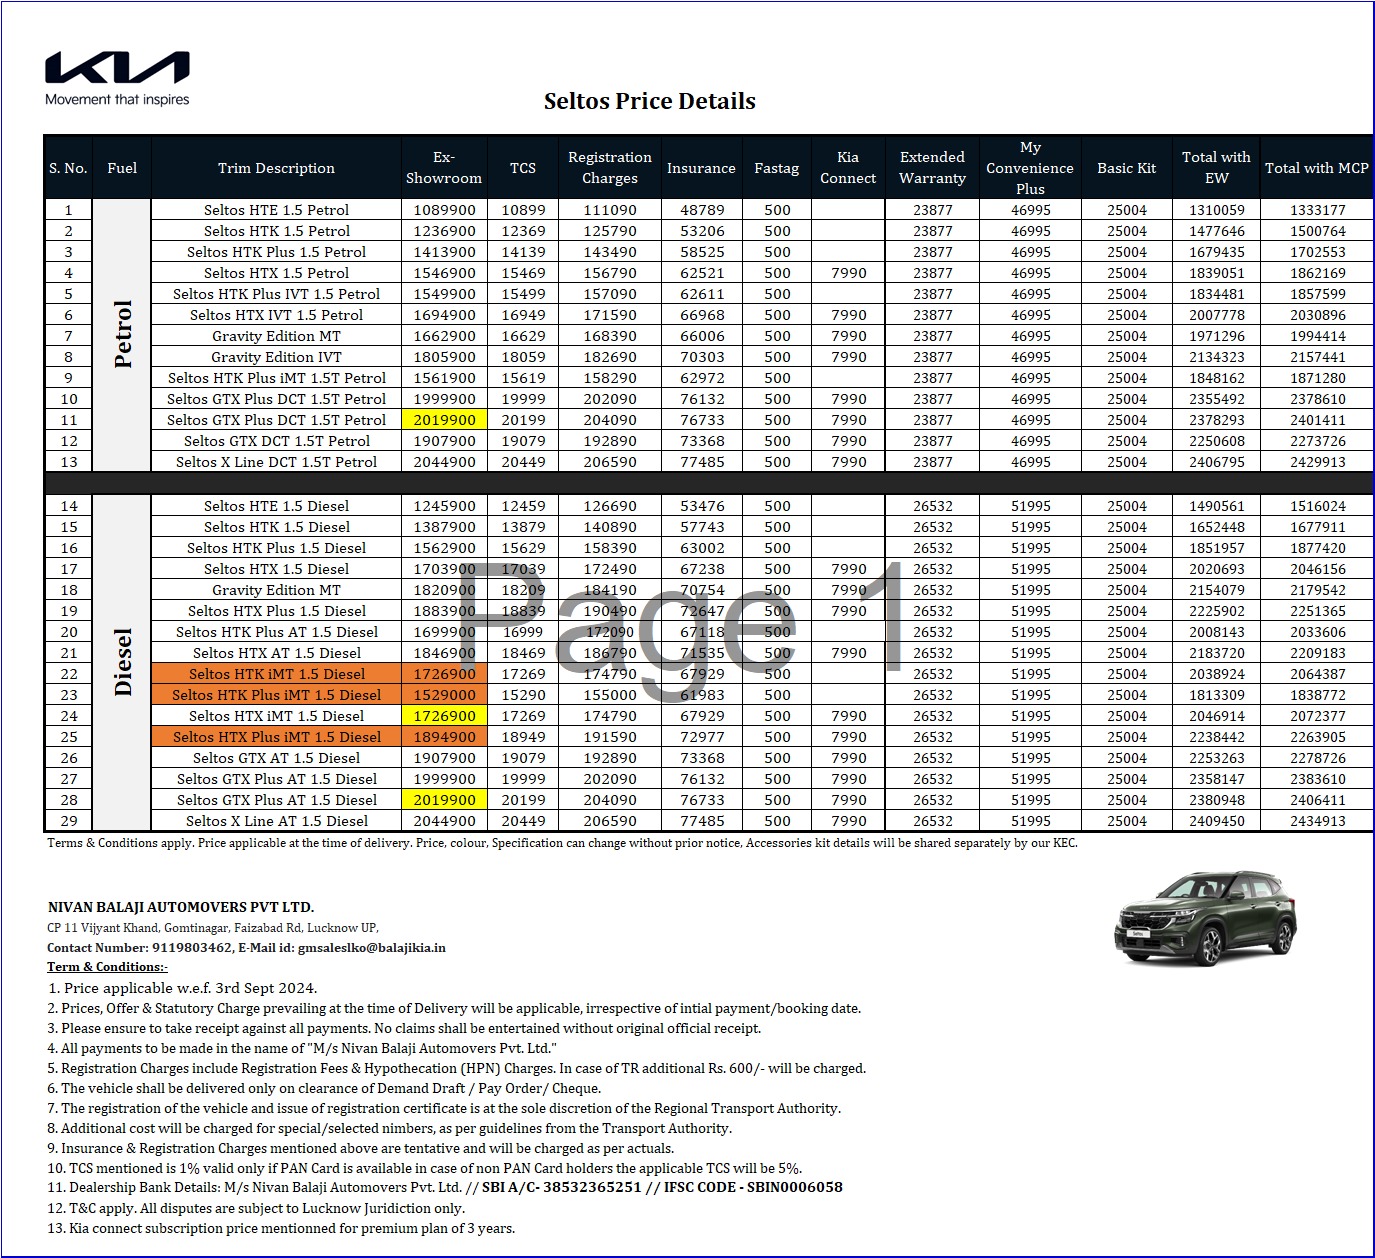 KIA
Movement that inspires
Seltos Price Details
S. No. Fuel Trim Description Ex-Showroom TCS Registration Charges Insurance Fastag Kia Connect Extended Warranty My Convenience Plus Basic Kit Total with EW Total with MCP
Petrol
1 Seltos HTE 1.5 Petrol 1089900 10899 111090 48789 500 23877 46995 25004 1310059 1333177
2 Seltos HTK 1.5 Petrol 1236900 12369 125790 53206 500 23877 46995 25004 1477646 1500764
3 Seltos HTK Plus 1.5 Petrol 1413900 14139 143490 58525 500 23877 46995 25004 1679435 1702553
4 Seltos HTX 1.5 Petrol 1546900 15469 156790 62521 500 7990 23877 46995 25004 1839051 1862169
5 Seltos HTK Plus IVT 1.5 Petrol 1549900 15499 157090 62611 500 23877 46995 25004 1834481 1857599
6 Seltos HTX IVT 1.5 Petrol 1694900 16949 171590 66968 500 7990 23877 46995 25004 2007778 2030896
7 Gravity Edition MT 1662900 16629 168390 66006 500 7990 23877 46995 25004 1971296 1994414
8 Gravity Edition IVT 1805900 18059 182690 70303 500 7990 23877 46995 25004 2134323 2157441
9 Seltos HTK Plus iMT 1.5T Petrol 1561900 15619 158290 62972 500 23877 46995 25004 1848162 1871280
10 Seltos GTX Plus DCT 1.5T Petrol 1999900 19999 202090 76132 500 7990 23877 46995 25004 2355492 2378610
11 Seltos GTX Plus DCT 1.5T Petrol 2019900 20199 204090 76733 500 7990 23877 46995 25004 2378293 2401411
12 Seltos GTX DCT 1.5T Petrol 1907900 19079 192890 73368 500 7990 23877 46995 25004 2250608 2273726
13 Seltos X Line DCT 1.5T Petrol 2044900 20449 206590 77485 500 7990 23877 46995 25004 2406795 2429913
Diesel
14 Seltos HTE 1.5 Diesel 1245900 12459 126690 53476 500 26532 51995 25004 1490561 1516024
15 Seltos HTK 1.5 Diesel 1387900 13879 140890 57743 500 26532 51995 25004 1652448 1677911
16 Seltos HTK Plus 1.5 Diesel 1562900 15629 158390 63002 500 26532 51995 25004 1851957 1877420
17 Seltos HTX 1.5 Diesel 1703900 17039 172490 67238 500 7990 26532 51995 25004 2020693 2046156
18 Gravity Edition MT 1820900 18209 184190 70754 500 7990 26532 51995 25004 2154079 2179542
19 Seltos HTX Plus 1.5 Diesel 1883900 18839 190490 72647 500 7990 26532 51995 25004 2225902 2251365
20 Seltos HTK Plus AT 1.5 Diesel 1699900 16999 172090 67118 500 26532 51995 25004 2008143 2033606
21 Seltos HTX AT 1.5 Diesel 1846900 18469 186790 71535 500 7990 26532 51995 25004 2183720 2209183
22 Seltos HTK iMT 1.5 Diesel 1726900 17269 174790 67929 500 26532 51995 25004 2038924 2064387
23 Seltos HTK Plus iMT 1.5 Diesel 1529000 15290 155000 61983 500 26532 51995 25004 1813309 1838772
24 Seltos HTX iMT 1.5 Diesel 1726900 17269 174790 67929 500 7990 26532 51995 25004 2046914 2072377
25 Seltos HTX Plus iMT 1.5 Diesel 1894900 18949 191590 72977 500 7990 26532 51995 25004 2238442 2263905
26 Seltos GTX AT 1.5 Diesel 1907900 19079 192890 73368 500 7990 26532 51995 25004 2253263 2278726
27 Seltos GTX Plus AT 1.5 Diesel 1999900 19999 202090 76132 500 7990 26532 51995 25004 2358147 2383610
28 Seltos GTX Plus AT 1.5 Diesel 2019900 20199 204090 76733 500 7990 26532 51995 25004 2380948 2406411
29 Seltos X Line AT 1.5 Diesel 2044900 20449 206590 77485 500 7990 26532 51995 25004 2409450 2434913
Page 1
Terms & Conditions apply. Price applicable at the time of delivery. Price, colour, Specification can change without prior notice, Accessories kit details will be shared separately by our KEC.
NIVAN BALAJI AUTOMOVERS PVT LTD.
CP 11 Vijyant Khand, Gomtinagar, Faizabad Rd, Lucknow UP,
Contact Number: 9119803462, E-Mail id: gmsaleslko@balajikia.in
Term & Conditions:-
1. Price applicable w.e.f. 3rd Sept 2024.
2. Prices, Offer & Statutory Charge prevailing at the time of Delivery will be applicable, irrespective of intial payment/booking date.
3. Please ensure to take receipt against all payments. No claims shall be entertained without original official receipt.
4. All payments to be made in the name of "M/s Nivan Balaji Automovers Pvt. Ltd."
5. Registration Charges include Registration Fees & Hypothecation (HPN) Charges. In case of TR additional Rs. 600/- will be charged.
6. The vehicle shall be delivered only on clearance of Demand Draft / Pay Order/ Cheque.
7. The registration of the vehicle and issue of registration certificate is at the sole discretion of the Regional Transport Authority.
8. Additional cost will be charged for special/selected nimbers, as per guidelines from the Transport Authority.
9. Insurance & Registration Charges mentioned above are tentative and will be charged as per actuals.
10. TCS mentioned is 1% valid only if PAN Card is available in case of non PAN Card holders the applicable TCS will be 5%.
11. Dealership Bank Details: M/s Nivan Balaji Automovers Pvt. Ltd. // SBI A/C- 38532365251 // IFSC CODE - SBIN0006058
12. T&C apply. All disputes are subject to Lucknow Juridiction only.
13. Kia connect subscription price mentionned for premium plan of 3 years.